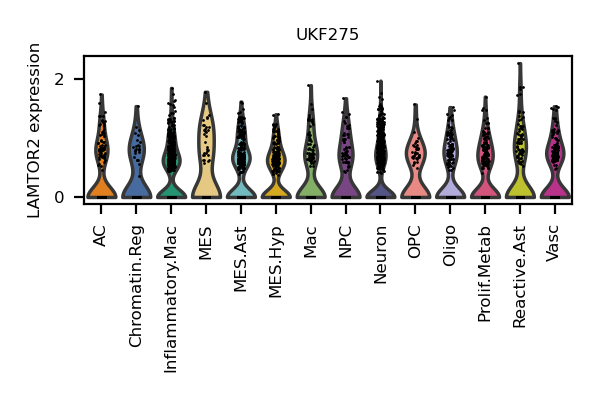 UKF275
LAMTOR2 expression
2
0
AC
Chromatin.Reg
Inflammatory.Mac
MES
MES.Ast
MES.Hyp
Mac
NPC
Neuron
OPC
Oligo
Prolif.Metab
Reactive.Ast
Vasc